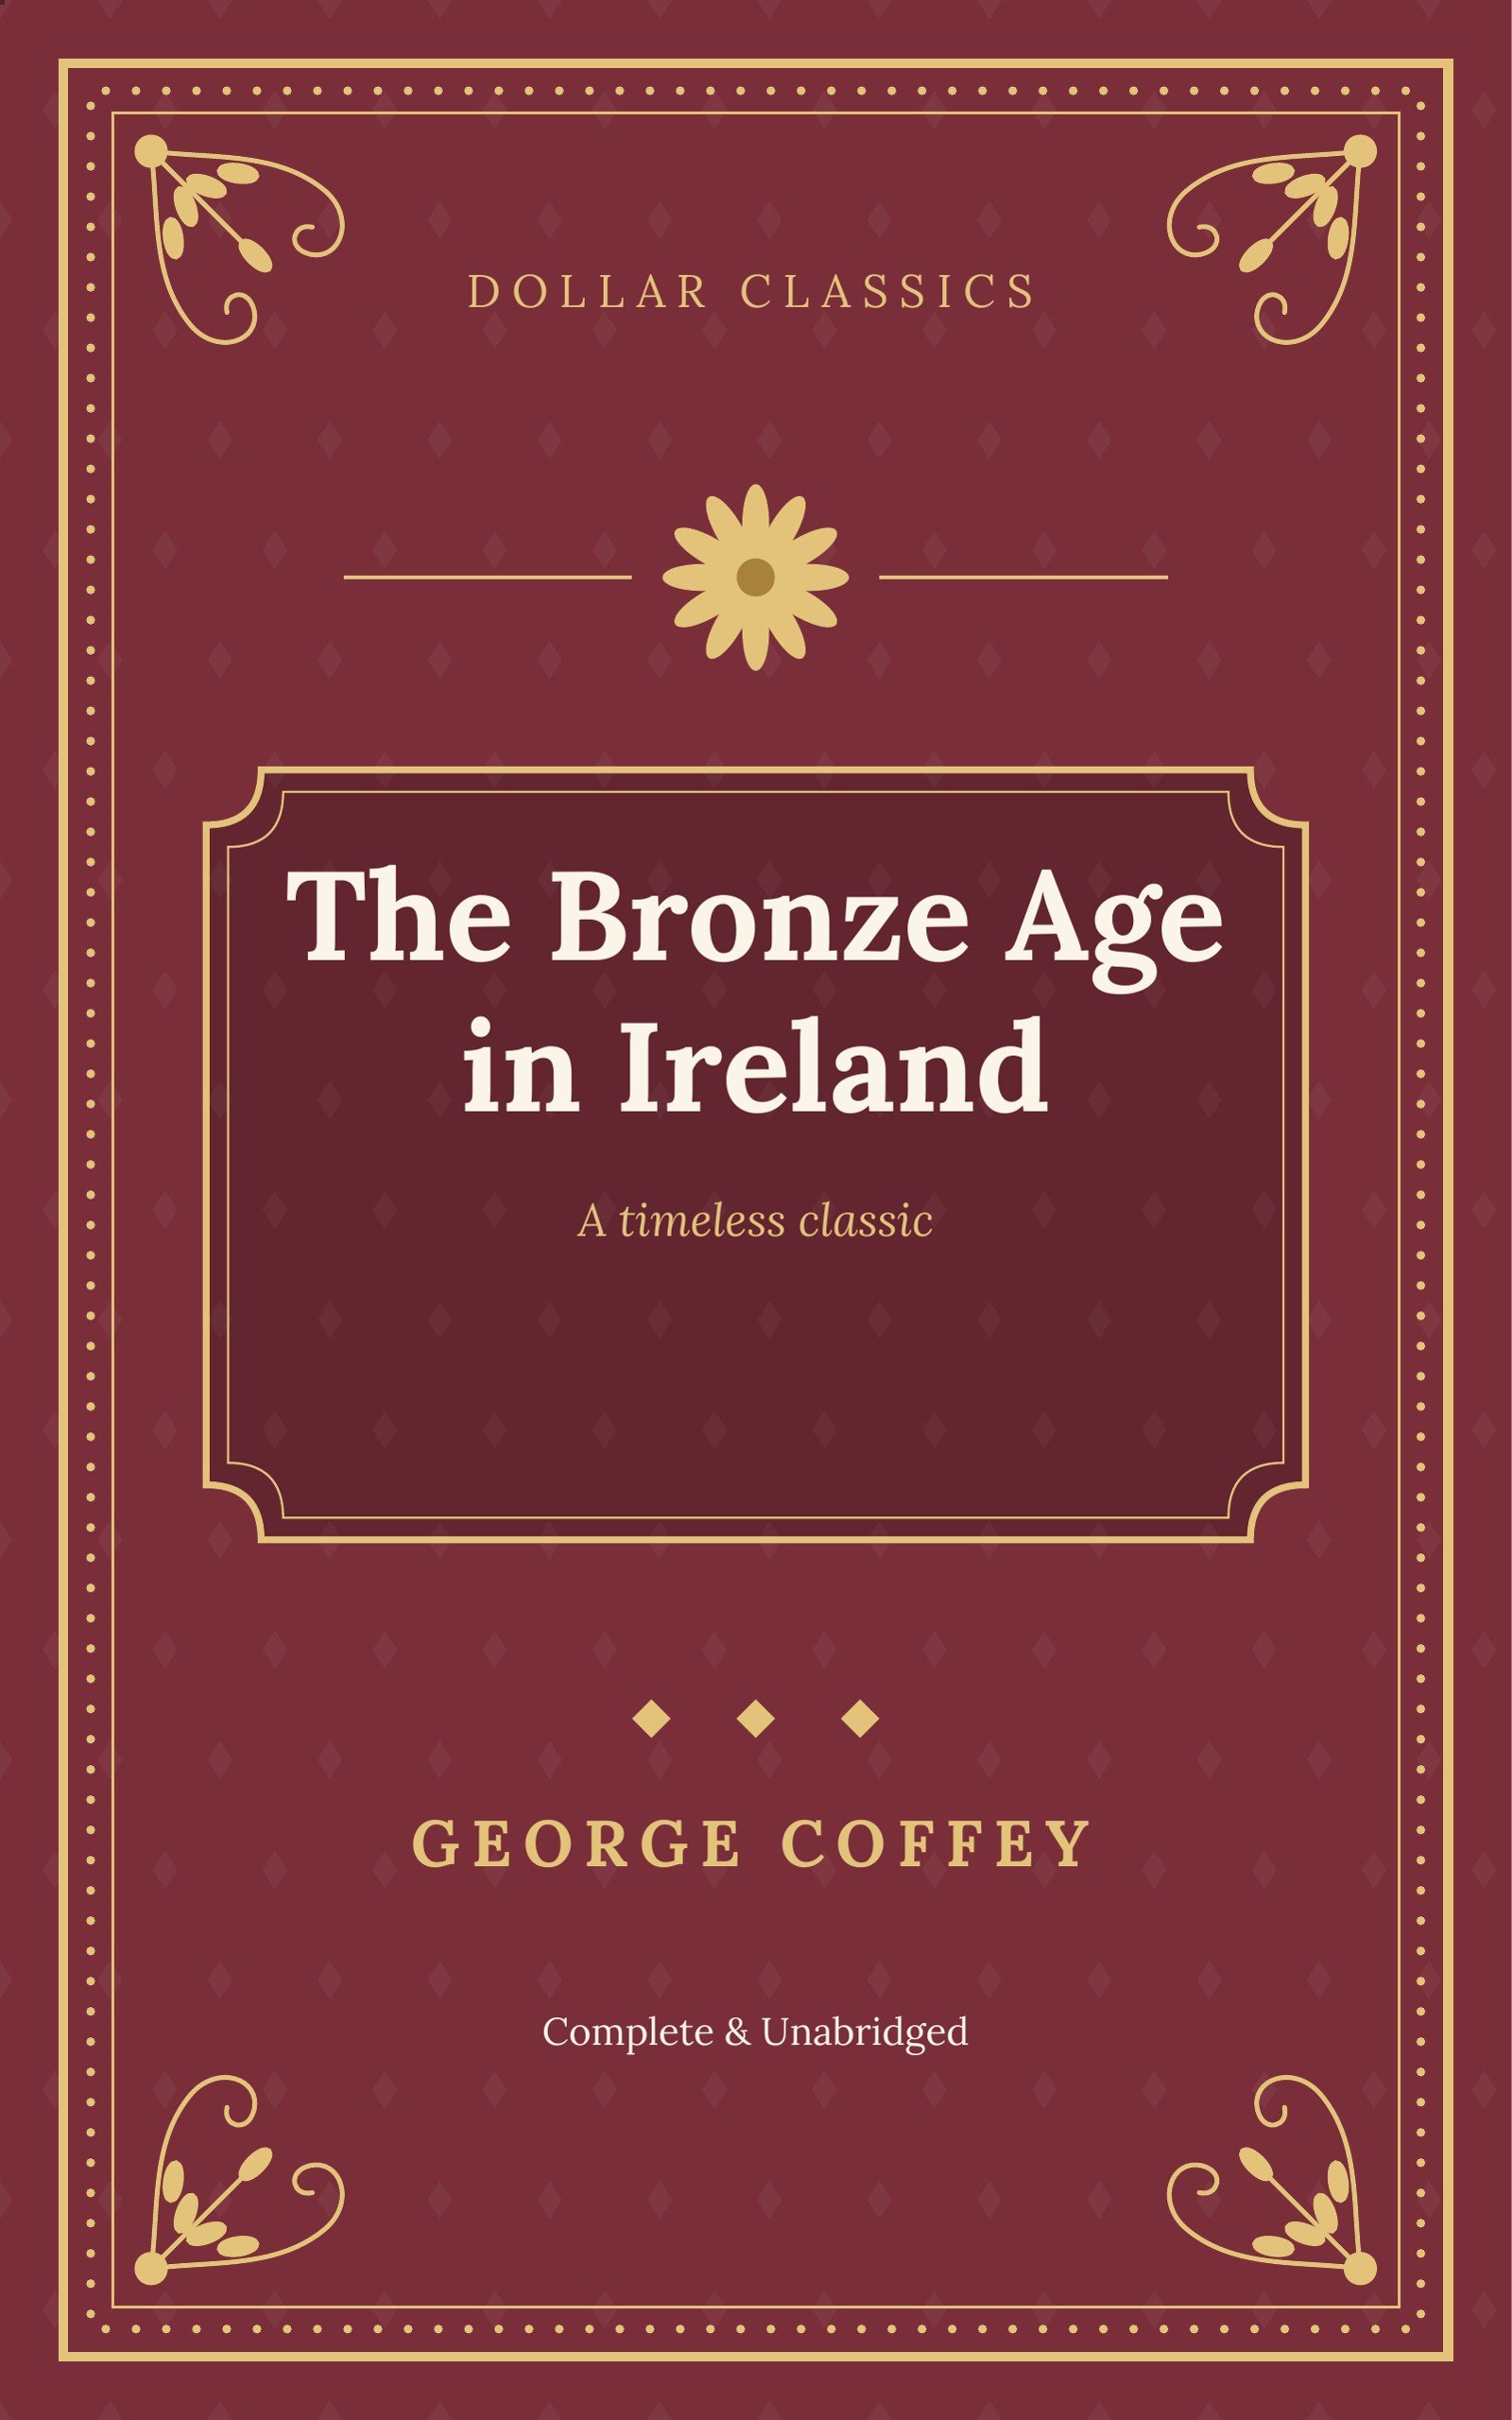 DOLLAR CLASSICS
The Bronze Age
in Ireland
A timeless classic
GEORGE COFFEY
Complete & Unabridged